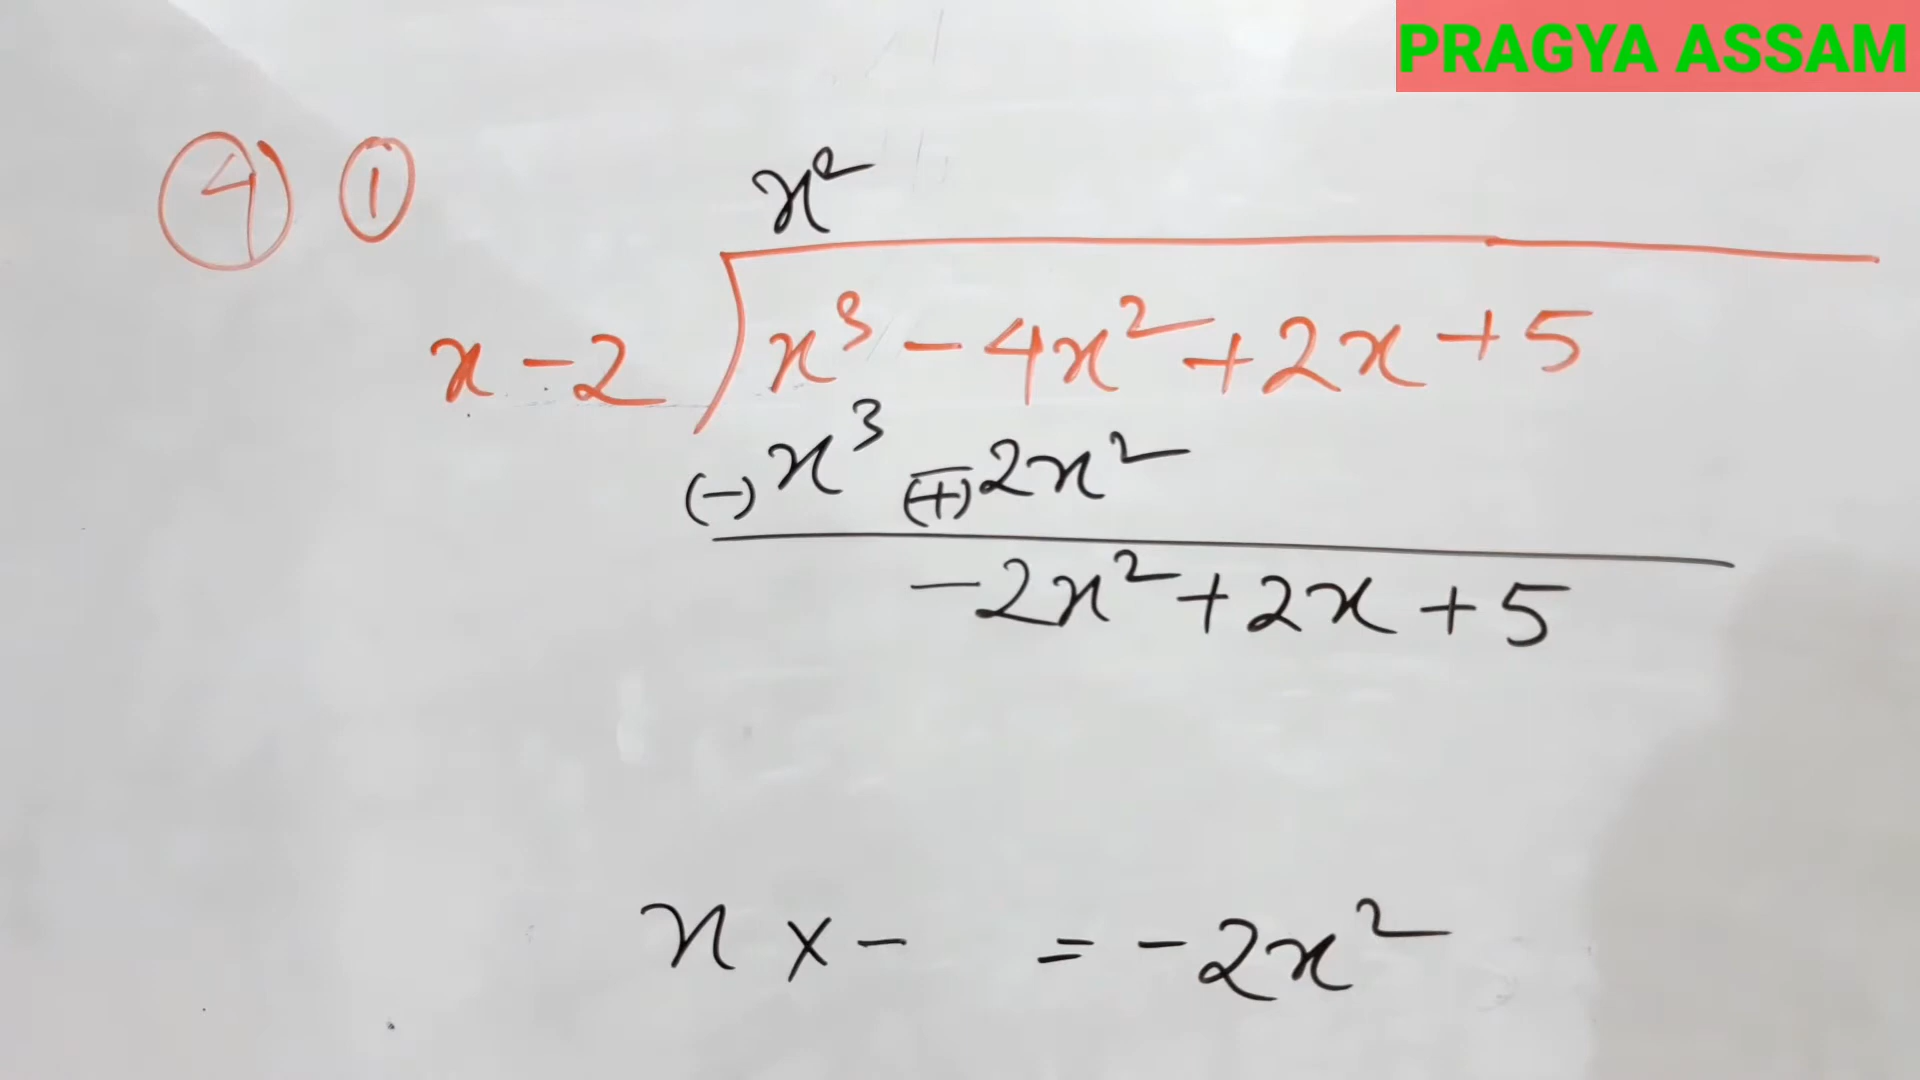 PRAGYA ASSAM
④ ①
x²
x - 2 ) x³ - 4x² + 2x + 5
(-) x³ (+)‾ 2x²
- 2x² + 2x + 5
x × - = - 2x²